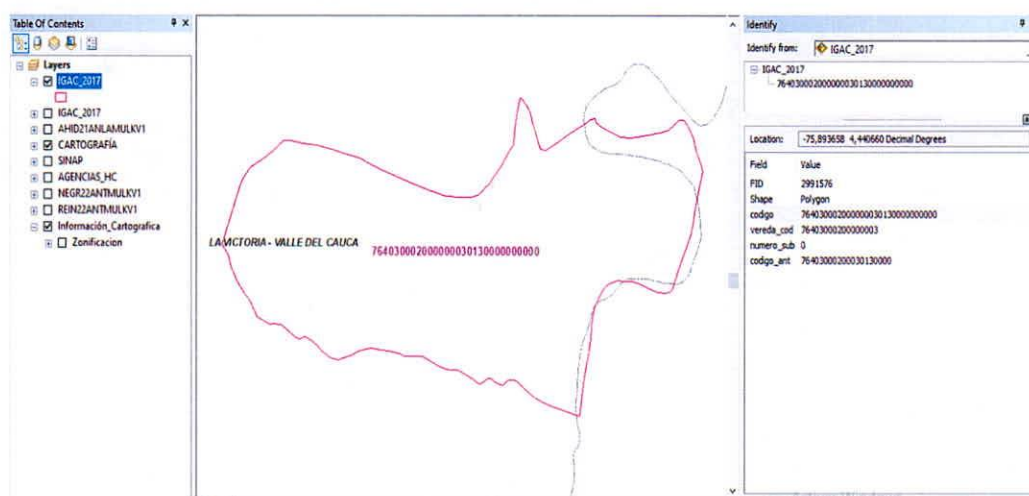 Table Of Contents
Layers
IGAC_2017
IGAC_2017
AHID21ANLAMULKV1
CARTOGRAFÍA
SINAP
AGENCIAS_HC
NEGR22ANTMULKV1
REIN22ANTMULKV1
Información_Cartografica
Zonificacion
LA VICTORIA - VALLE DEL CAUCA
764030002000000030130000000000
Identify
Identify from: IGAC_2017
IGAC_2017
764030002000000030130000000000
Location: -75,893658 4,440660 Decimal Degrees
Field Value
FID 2991576
Shape Polygon
codigo 764030002000000030130000000000
vereda_cod 76403000200000003
numero_sub 0
codigo_ant 76403000200030130000